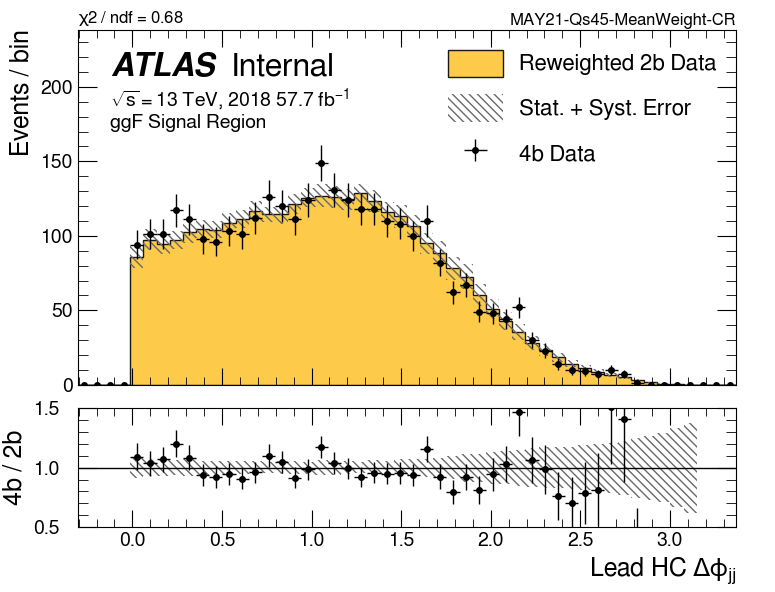 χ2 / ndf = 0.68
MAY21-Qs45-MeanWeight-CR
Events / bin
ATLAS Internal
√s = 13 TeV, 2018 57.7 fb⁻¹
ggF Signal Region
Reweighted 2b Data
Stat. + Syst. Error
4b Data
200
150
100
50
0
4b / 2b
1.5
1.0
0.5
0.0 0.5 1.0 1.5 2.0 2.5 3.0
Lead HC Δϕjj